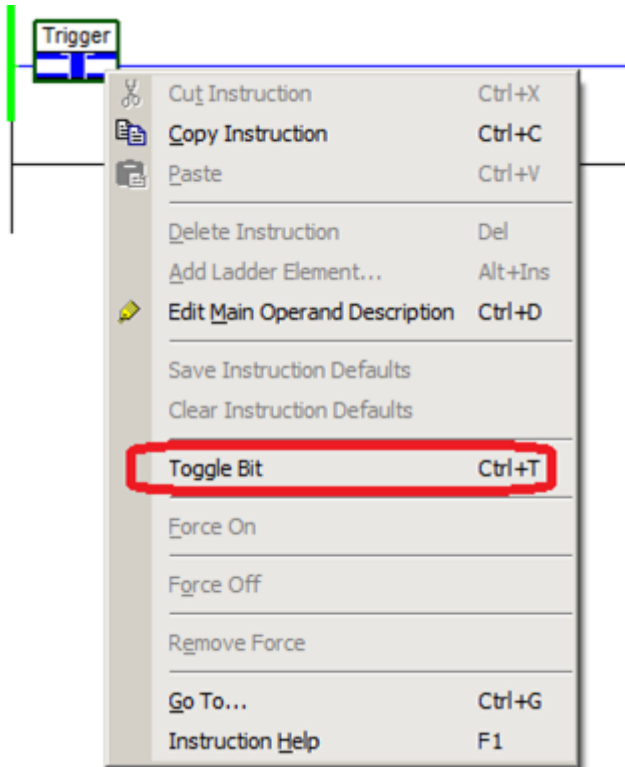 Trigger
Cut Instruction Ctrl+X
Copy Instruction Ctrl+C
Paste Ctrl+V
Delete Instruction Del
Add Ladder Element... Alt+Ins
Edit Main Operand Description Ctrl+D
Save Instruction Defaults
Clear Instruction Defaults
Toggle Bit Ctrl+T
Force On
Force Off
Remove Force
Go To... Ctrl+G
Instruction Help F1